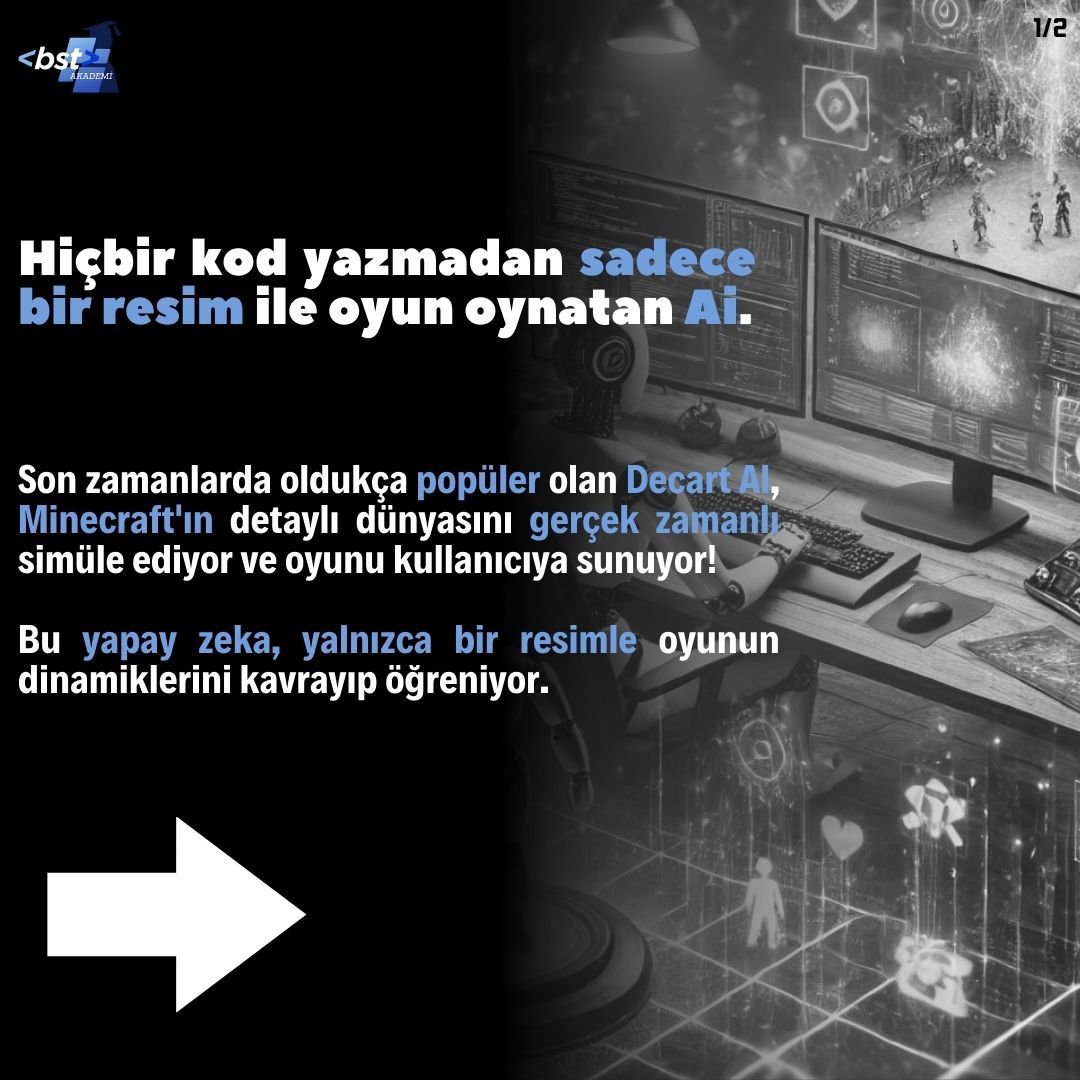 1/2
<bst>
AKADEMİ
Hiçbir kod yazmadan sadece
bir resim ile oyun oynatan Ai.
Son zamanlarda oldukça popüler olan Decart AI,
Minecraft'ın detaylı dünyasını gerçek zamanlı
simüle ediyor ve oyunu kullanıcıya sunuyor!
Bu yapay zeka, yalnızca bir resimle oyunun
dinamiklerini kavrayıp öğreniyor.